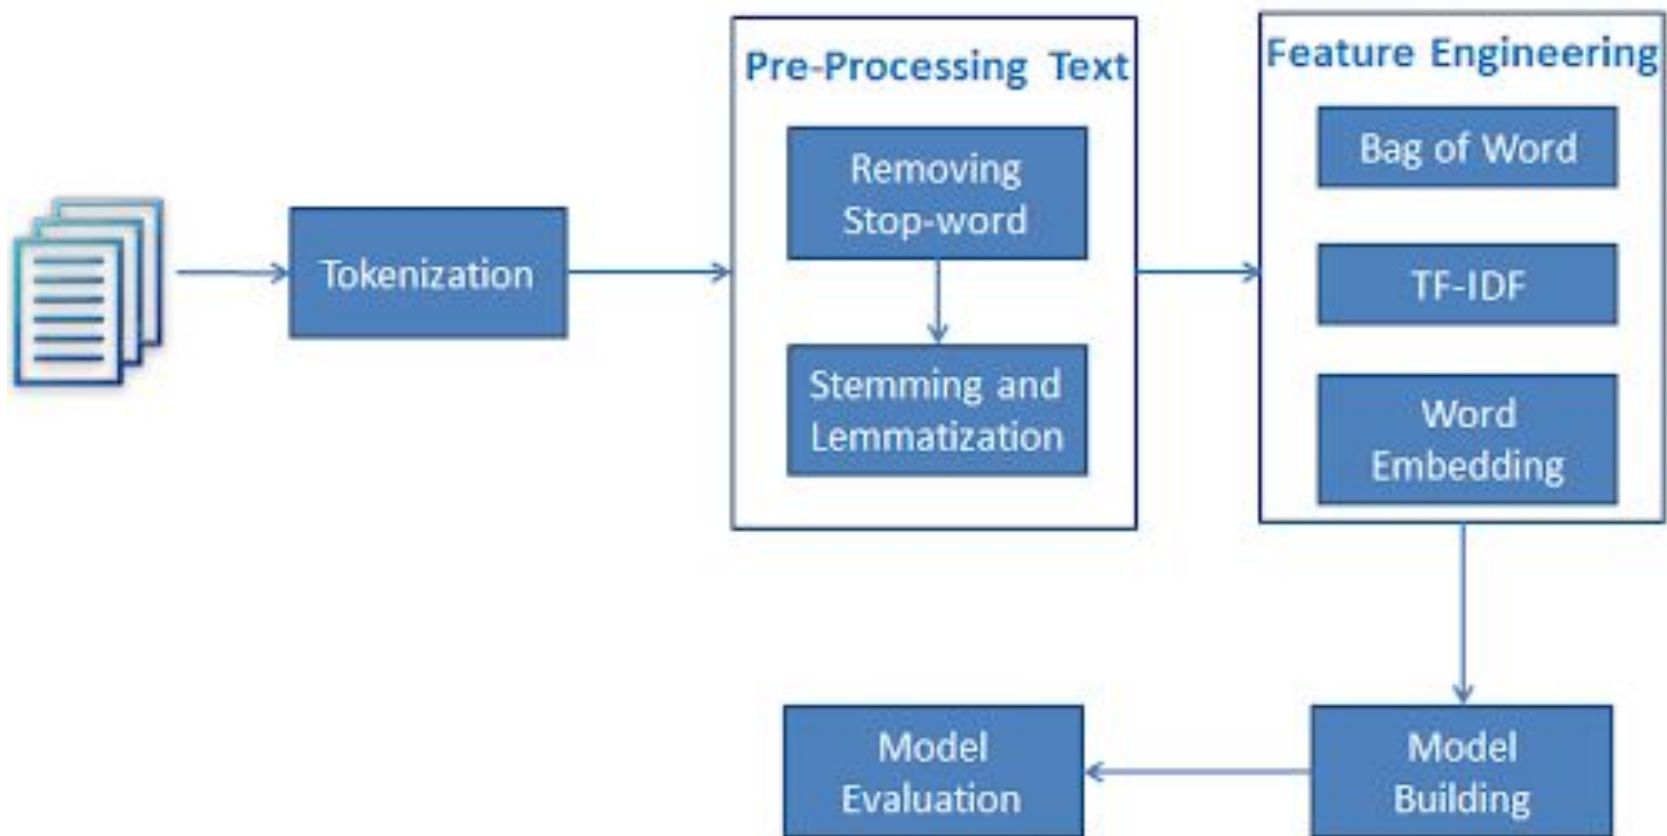 Tokenization
Pre-Processing Text
Removing
Stop-word
Stemming and
Lemmatization
Feature Engineering
Bag of Word
TF-IDF
Word
Embedding
Model
Building
Model
Evaluation